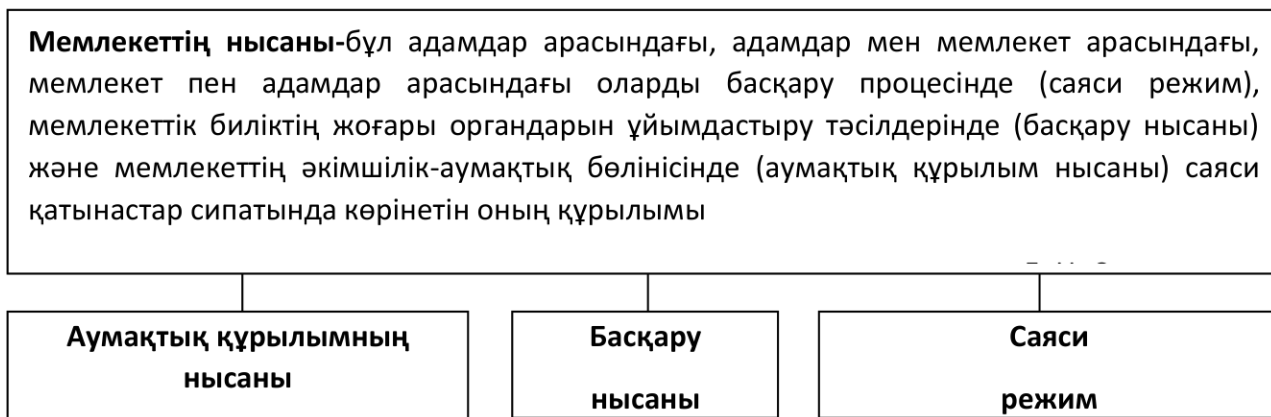 Мемлекеттің нысаны-бұл адамдар арасындағы, адамдар мен мемлекет арасындағы,
мемлекет пен адамдар арасындағы оларды басқару процесінде (саяси режим),
мемлекеттік биліктің жоғары органдарын ұйымдастыру тәсілдерінде (басқару нысаны)
және мемлекеттің әкімшілік-аумақтық бөлінісінде (аумақтық құрылым нысаны) саяси
қатынастар сипатында көрінетін оның құрылымы
Аумақтық құрылымның
нысаны
Басқару
нысаны
Саяси
режим